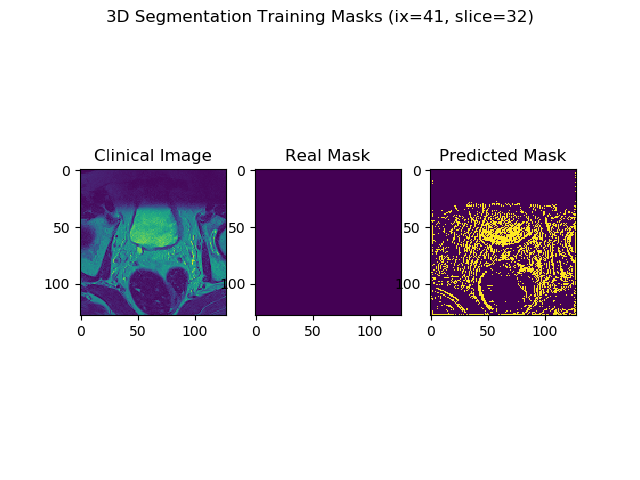 3D Segmentation Training Masks (ix=41, slice=32)
Clinical Image Real Mask Predicted Mask
0 0 0
50 50 50
100 100 100
0 50 100 0 50 100 0 50 100